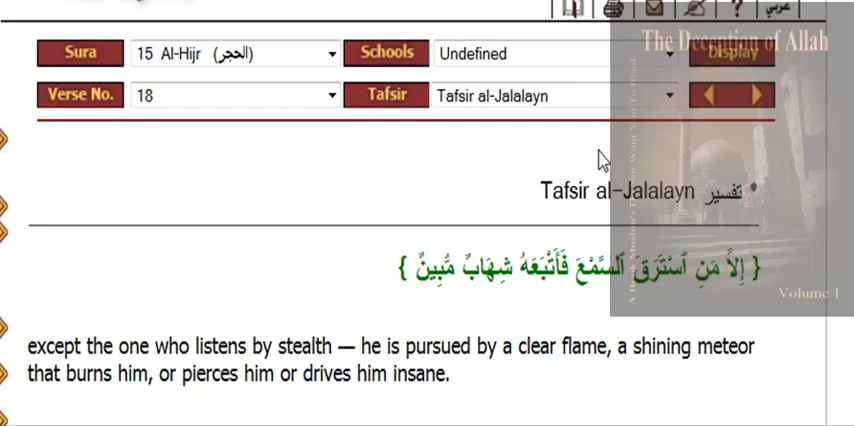 عربي
Sura 15 Al-Hijr (الحجر) Schools Undefined Display
Verse No. 18 Tafsir Tafsir al-Jalalayn
The Deception of Allah
* تفسير Tafsir al-Jalalayn
{ إِلاَّ مَنِ ٱسْتَرَقَ ٱلسَّمْعَ فَأَتْبَعَهُ شِهَابٌ مُّبِينٌ }
Volume 1
except the one who listens by stealth — he is pursued by a clear flame, a shining meteor
that burns him, or pierces him or drives him insane.